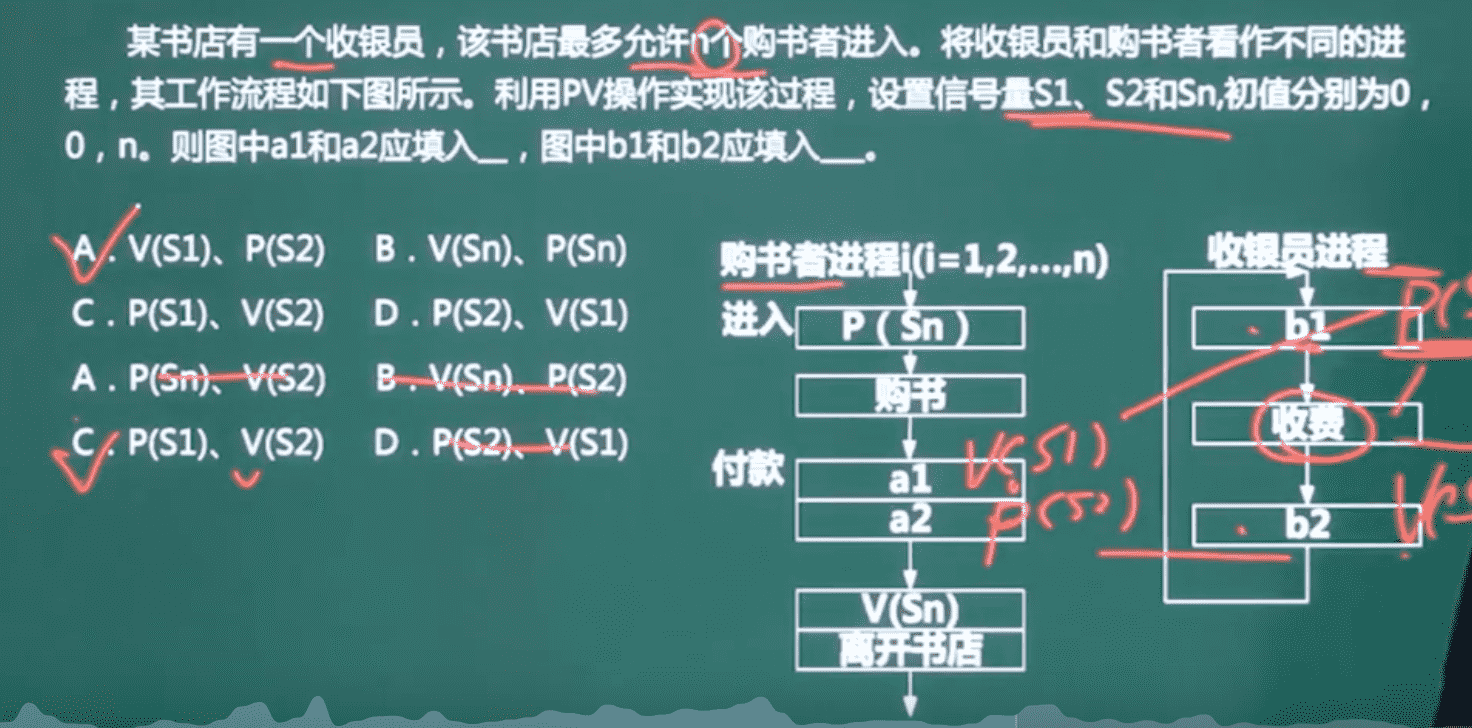 某书店有一个收银员，该书店最多允许n个购书者进入。将收银员和购书者看作不同的进
程，其工作流程如下图所示。利用PV操作实现该过程，设置信号量S1、S2和Sn,初值分别为0，
0，n。则图中a1和a2应填入__，图中b1和b2应填入___。
A．V(S1)、P(S2) B．V(Sn)、P(Sn)
C．P(S1)、V(S2) D．P(S2)、V(S1)
A．P(Sn)、V(S2) B．V(Sn)、P(S2)
C．P(S1)、V(S2) D．P(S2)、V(S1)
购书者进程i(i=1,2,…,n)
进入
P（Sn）
购书
付款
a1 V(S1)
a2 P(S2)
V(Sn)
离开书店
收银员进程
b1 P(S
收费
b2 V(S